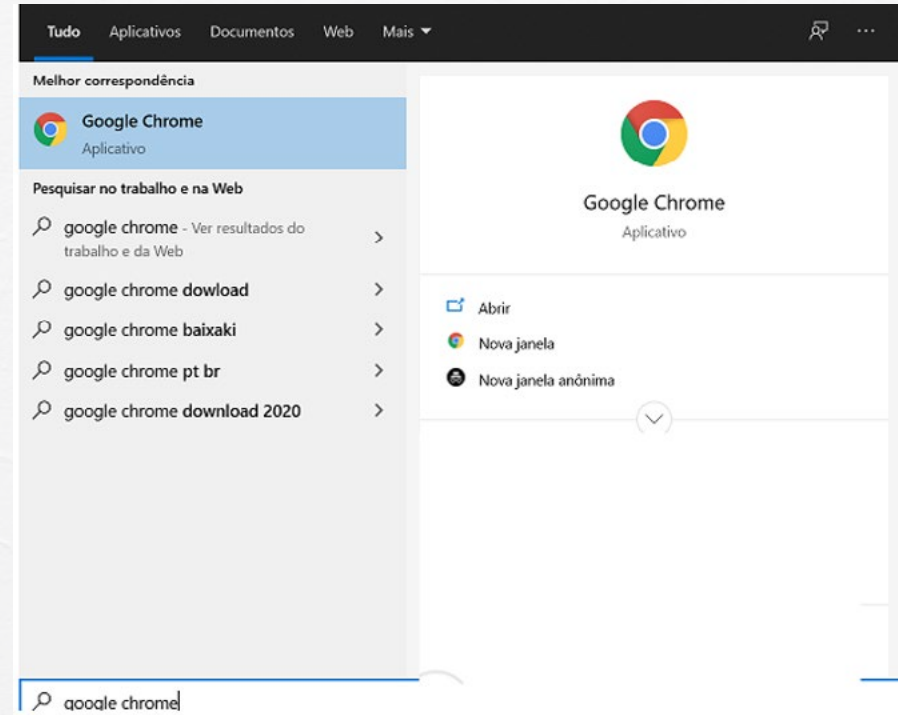 Tudo Aplicativos Documentos Web Mais
Melhor correspondência
Google Chrome
Aplicativo
Pesquisar no trabalho e na Web
google chrome - Ver resultados do
trabalho e da Web
google chrome dowload
google chrome baixaki
google chrome pt br
google chrome download 2020
Google Chrome
Aplicativo
Abrir
Nova janela
Nova janela anônima
google chrome